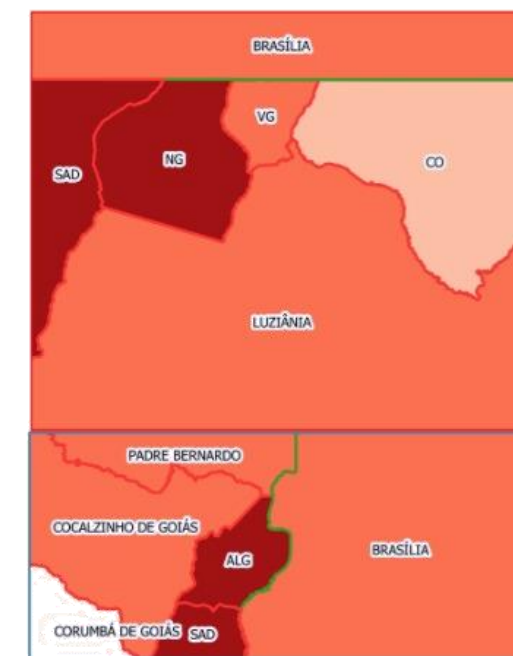 BRASÍLIA
VG
NG
CO
SAD
LUZIÂNIA
PADRE BERNARDO
COCALZINHO DE GOIÁS
BRASÍLIA
ALG
CORUMBÁ DE GOIÁS
SAD